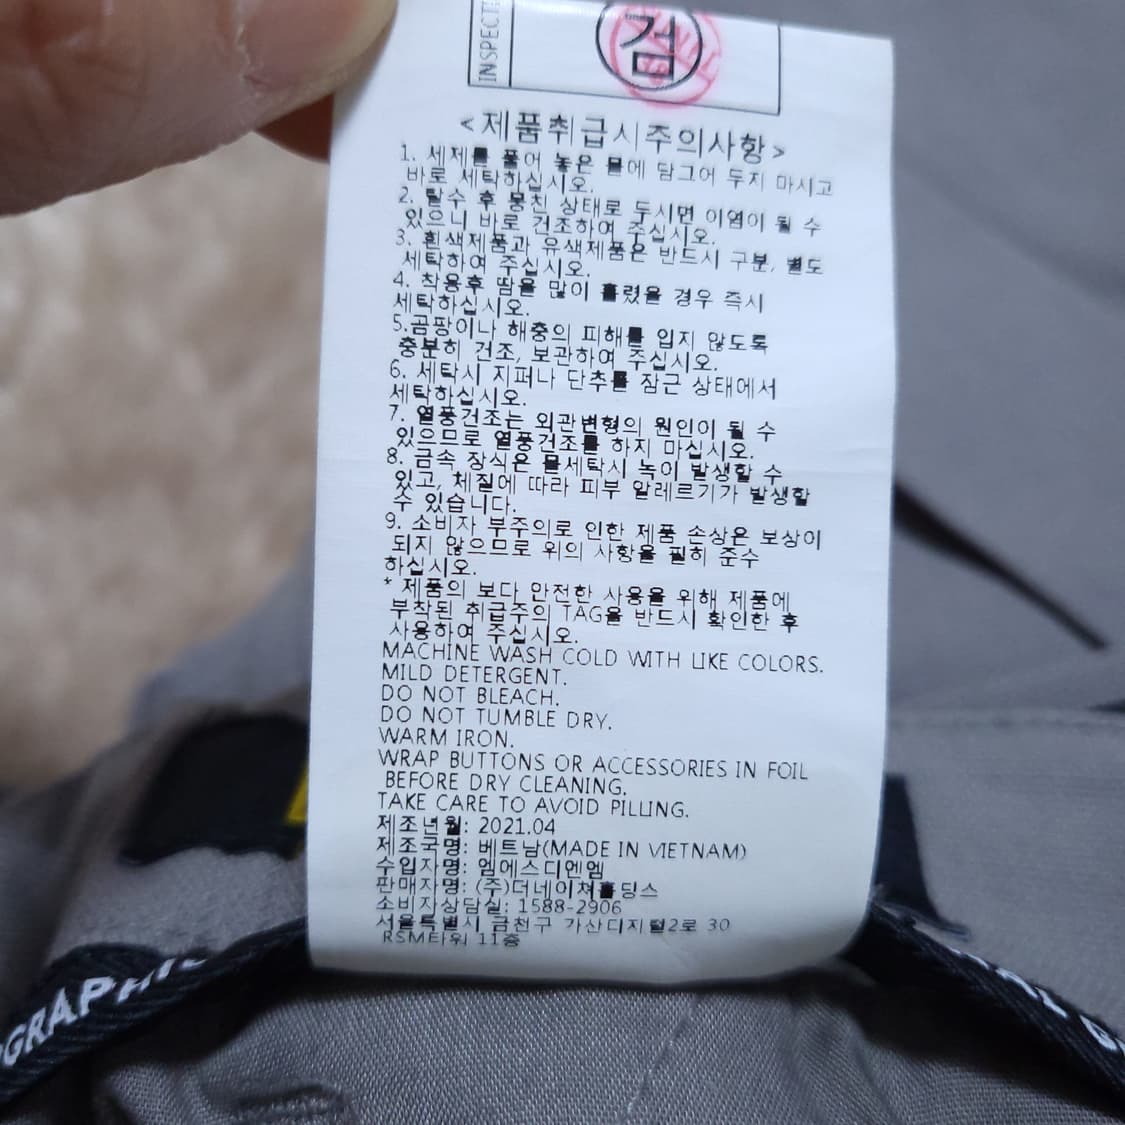 INSPECTI
검
<제품취급시주의사항>
1. 세제를 풀어 놓은 물에 담그어 두지 마시고
바로 세탁하십시오.
2. 탈수 후 뭉친 상태로 두시면 이염이 될 수
있으니 바로 건조하여 주십시오.
3. 흰색제품과 유색제품은 반드시 구분, 별도
세탁하여 주십시오.
4. 착용후 땀을 많이 흘렸을 경우 즉시
세탁하십시오.
5.곰팡이나 해충의 피해를 입지 않도록
충분히 건조, 보관하여 주십시오.
6. 세탁시 지퍼나 단추를 잠근 상태에서
세탁하십시오.
7. 열풍건조는 외관변형의 원인이 될 수
있으므로 열풍건조를 하지 마십시오.
8. 금속 장식은 물세탁시 녹이 발생할 수
있고, 체질에 따라 피부 알레르기가 발생할
수 있습니다.
9. 소비자 부주의로 인한 제품 손상은 보상이
되지 않으므로 위의 사항을 필히 준수
하십시오.
* 제품의 보다 안전한 사용을 위해 제품에
부착된 취급주의 TAG을 반드시 확인한 후
사용하여 주십시오.
MACHINE WASH COLD WITH LIKE COLORS.
MILD DETERGENT.
DO NOT BLEACH.
DO NOT TUMBLE DRY.
WARM IRON.
WRAP BUTTONS OR ACCESSORIES IN FOIL
BEFORE DRY CLEANING.
TAKE CARE TO AVOID PILLING.
제조년월: 2021.04
제조국명: 베트남(MADE IN VIETNAM)
수입자명: 엠에스디엔엠
판매자명: (주)더네이쳐홀딩스
소비자상담실: 1588-2906
서울특별시 금천구 가산디지털2로 30
RSM타워 11층
OGRAPHIC